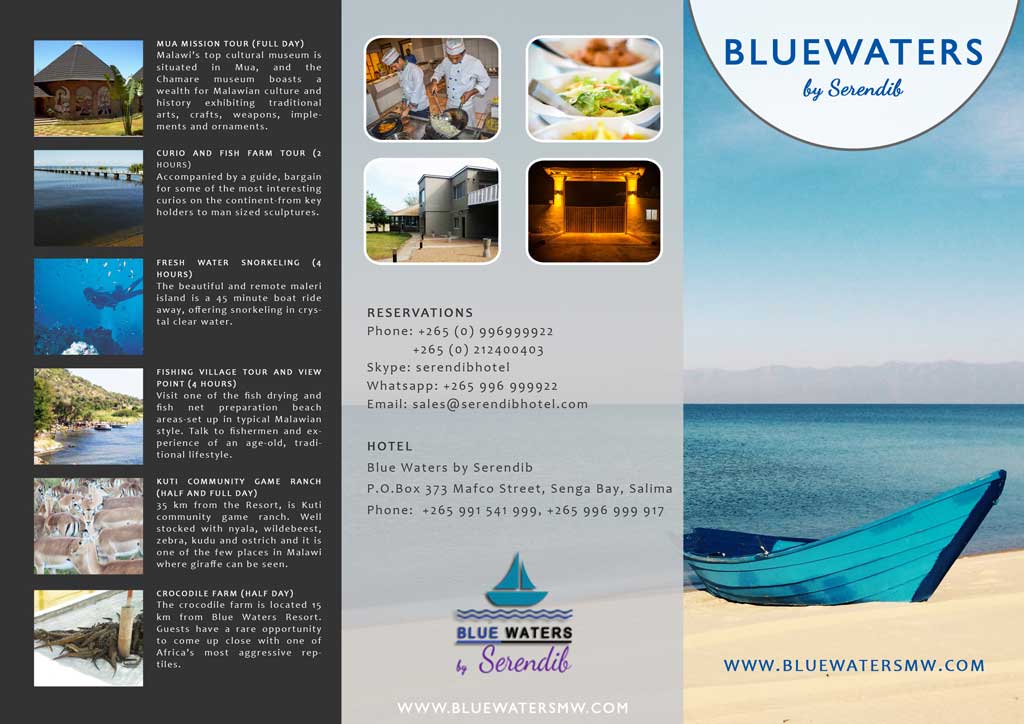 MUA MISSION TOUR (FULL DAY)
Malawi's top cultural museum is
situated in Mua, and the
Chamare museum boasts a
wealth for Malawian culture and
history exhibiting traditional
arts, crafts, weapons, imple-
ments and ornaments.
CURIO AND FISH FARM TOUR (2
HOURS)
Accompanied by a guide, bargain
for some of the most interesting
curios on the continent-from key
holders to man sized sculptures.
FRESH WATER SNORKELING (4
HOURS)
The beautiful and remote maleri
island is a 45 minute boat ride
away, offering snorkeling in crys-
tal clear water.
FISHING VILLAGE TOUR AND VIEW
POINT (4 HOURS)
Visit one of the fish drying and
fish net preparation beach
areas-set up in typical Malawian
style. Talk to fishermen and ex-
perience of an age-old, tradi-
tional lifestyle.
KUTI COMMUNITY GAME RANCH
(HALF AND FULL DAY)
35 km from the Resort, is Kuti
community game ranch. Well
stocked with nyala, wildebeest,
zebra, kudu and ostrich and it is
one of the few places in Malawi
where giraffe can be seen.
CROCODILE FARM (HALF DAY)
The crocodile farm is located 15
km from Blue Waters Resort.
Guests have a rare opportunity
to come up close with one of
Africa's most aggressive rep-
tiles.
RESERVATIONS
Phone: +265 (0) 996999922
+265 (0) 212400403
Skype: serendibhotel
Whatsapp: +265 996 999922
Email: sales@serendibhotel.com
HOTEL
Blue Waters by Serendib
P.O.Box 373 Mafco Street, Senga Bay, Salima
Phone: +265 991 541 999, +265 996 999 917
BLUE WATERS
by Serendib
WWW.BLUEWATERSMW.COM
BLUEWATERS
by Serendib
WWW.BLUEWATERSMW.COM